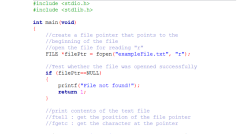 #include <stdio.h>
#include <stdlib.h>
int main(void)
{
//create a file pointer that points to the
//beginning of the file
//open the file for reading "r"
FILE *filePtr = fopen("exampleFile.txt", "r");
//Test whether the file was openned successfully
if (filePtr==NULL)
{
printf("File not found!");
return 1;
}
//print contents of the text file
//ftell : get the position of the file pointer
//fgetc : get the character at the pointer